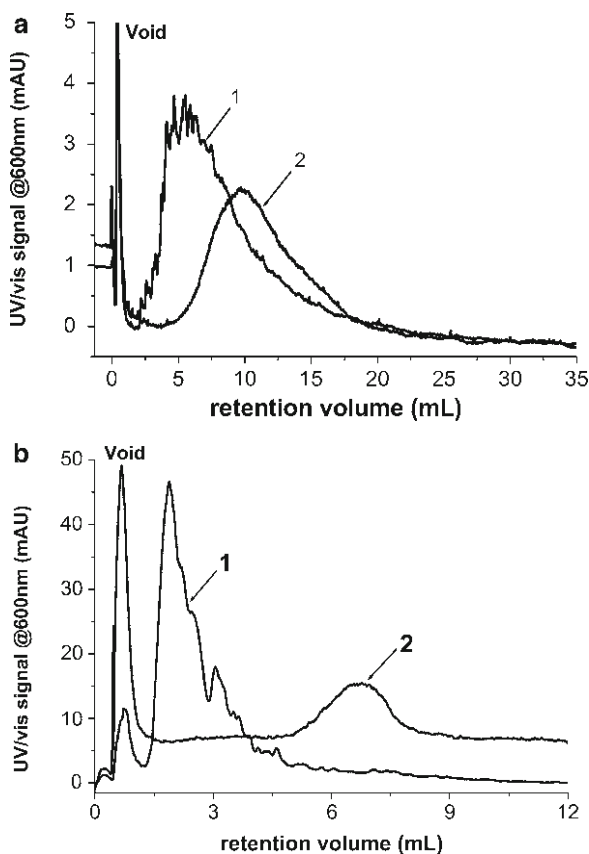 a
Void
5
4
3
2
1
0
1
2
UV/vis signal @600nm (mAU)
0 5 10 15 20 25 30 35
retention volume (mL)
b
Void
50
40
30
20
10
0
1
2
UV/vis signal @600nm (mAU)
0 3 6 9 12
retention volume (mL)